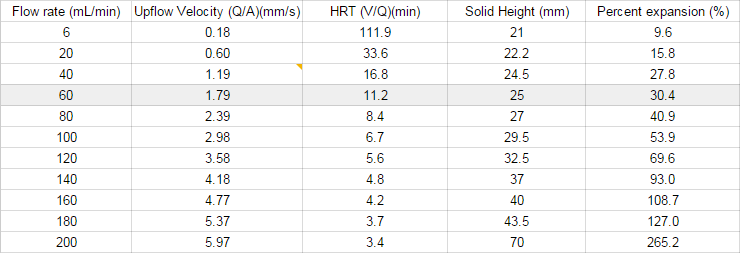 Flow rate (mL/min) Upflow Velocity (Q/A)(mm/s) HRT (V/Q)(min) Solid Height (mm) Percent expansion (%)
6 0.18 111.9 21 9.6
20 0.60 33.6 22.2 15.8
40 1.19 16.8 24.5 27.8
60 1.79 11.2 25 30.4
80 2.39 8.4 27 40.9
100 2.98 6.7 29.5 53.9
120 3.58 5.6 32.5 69.6
140 4.18 4.8 37 93.0
160 4.77 4.2 40 108.7
180 5.37 3.7 43.5 127.0
200 5.97 3.4 70 265.2